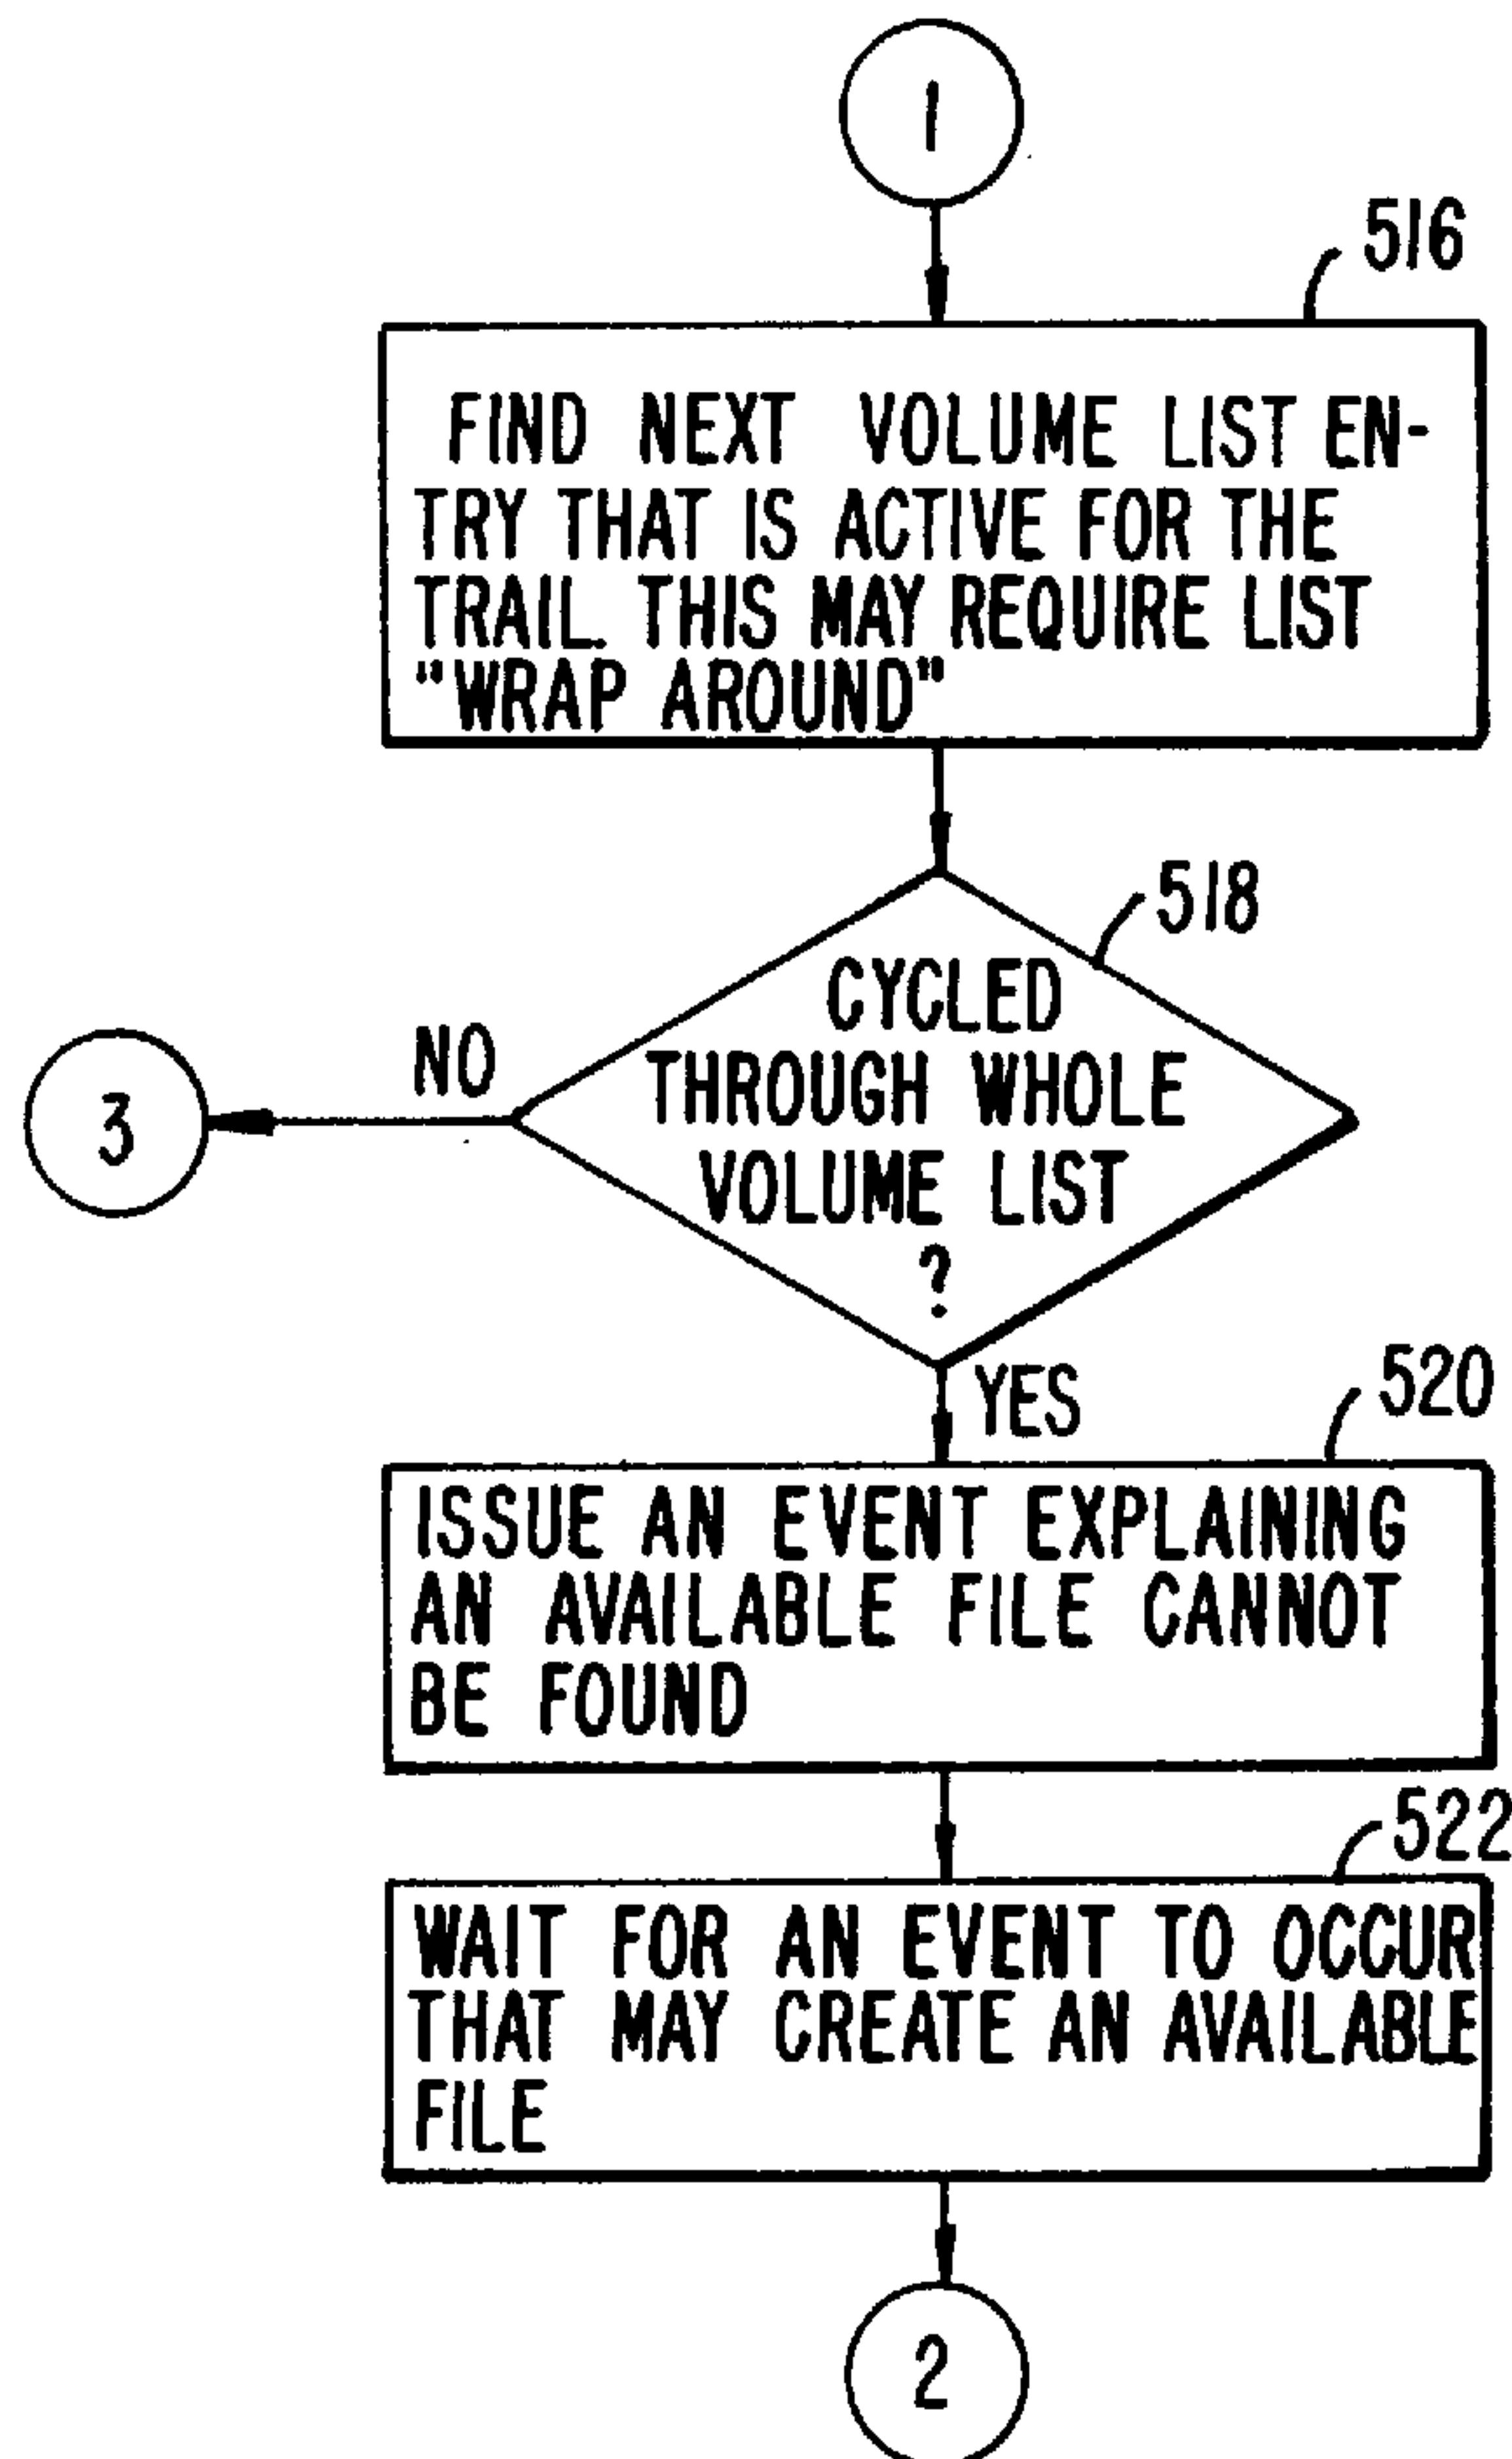 1
516
FIND NEXT VOLUME LIST EN-
TRY THAT IS ACTIVE FOR THE
TRAIL. THIS MAY REQUIRE LIST
"WRAP AROUND"
518
CYCLED
THROUGH WHOLE
VOLUME LIST
?
NO
3
YES
520
ISSUE AN EVENT EXPLAINING
AN AVAILABLE FILE CANNOT
BE FOUND
522
WAIT FOR AN EVENT TO OCCUR
THAT MAY CREATE AN AVAILABLE
FILE
2